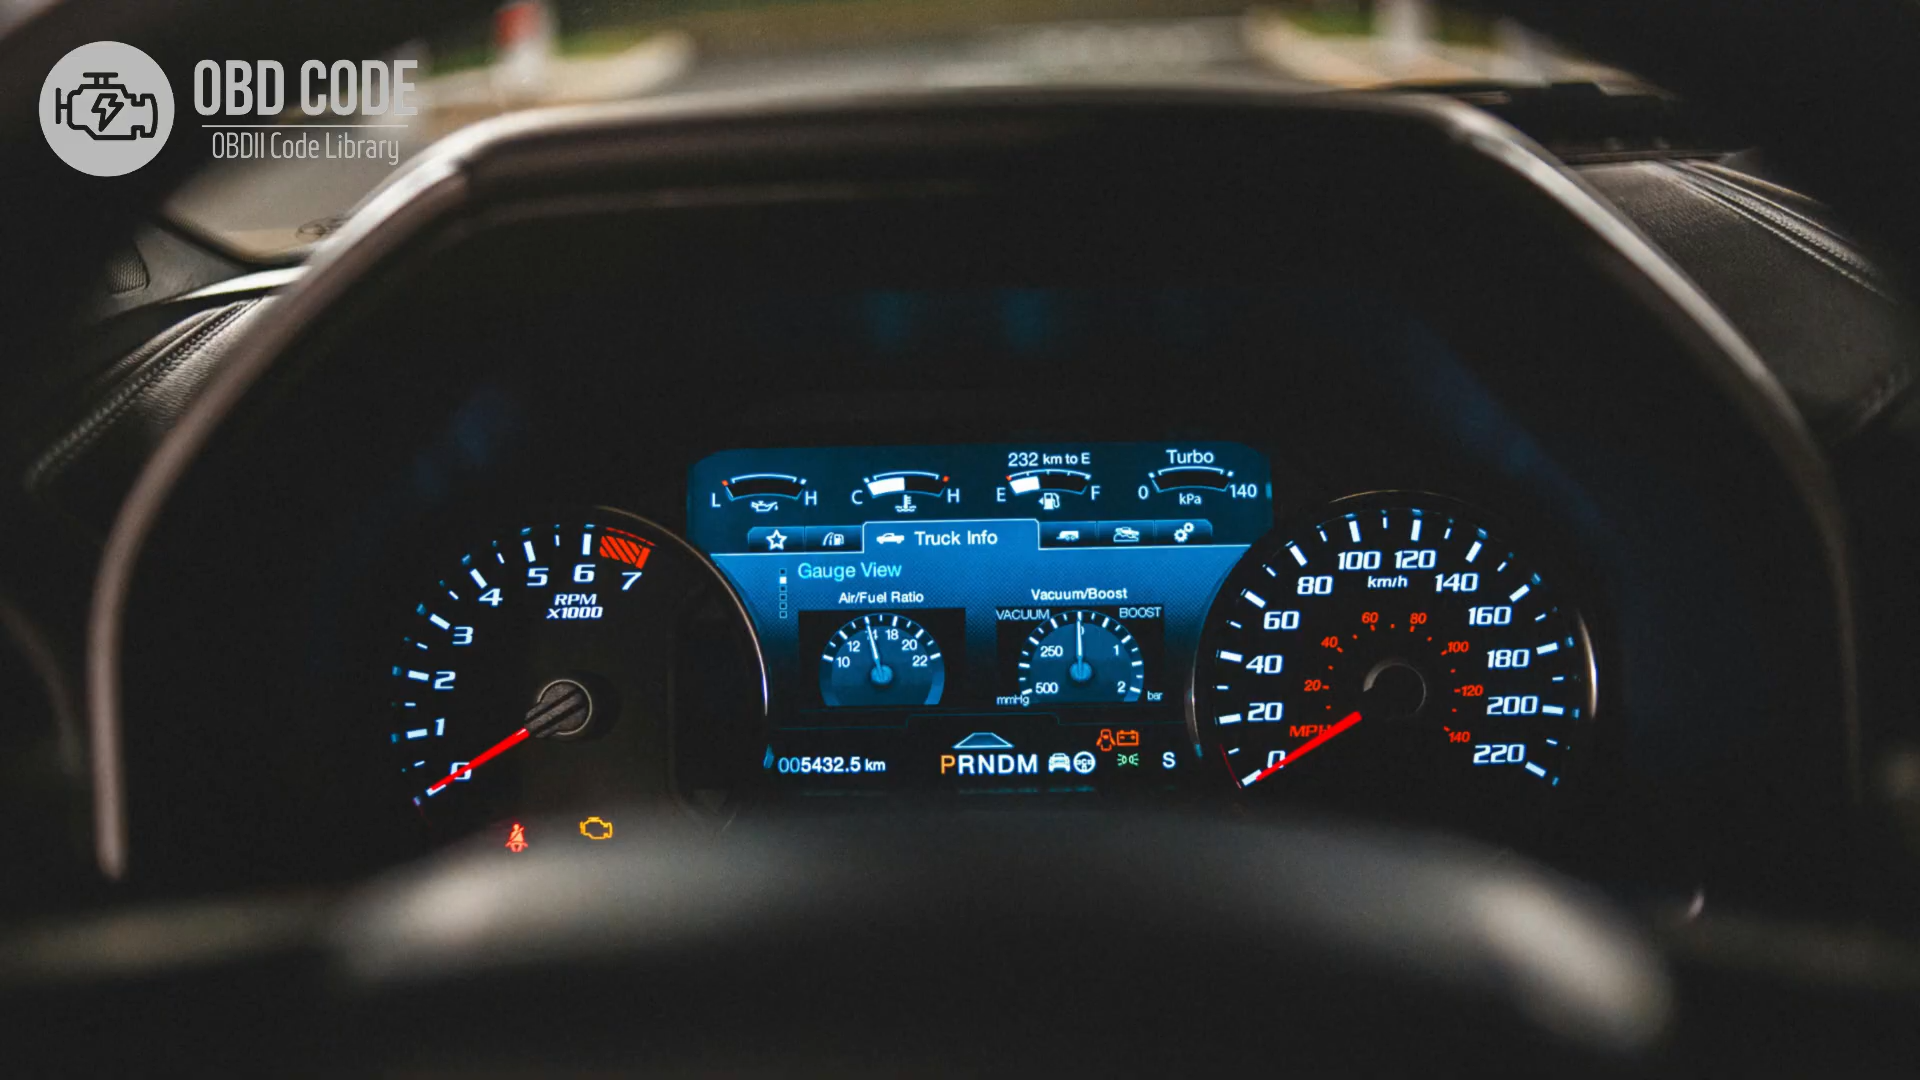 OBD CODE
OBDII Code Library
L H
C H
232 km to E
E F
Turbo
0 140
kPa
Truck Info
Gauge View
Air/Fuel Ratio
10 12 14 18 20 22
Vacuum/Boost
VACUUM BOOST
500 250 0 1 2
mmHg bar
005432.5 km
PRNDM
S
0 1 2 3 4 5 6 7
RPM
X1000
0 20 40 60 80 100 120 140 160 180 200 220
km/h
20 40 60 80 100 120 140
MPH